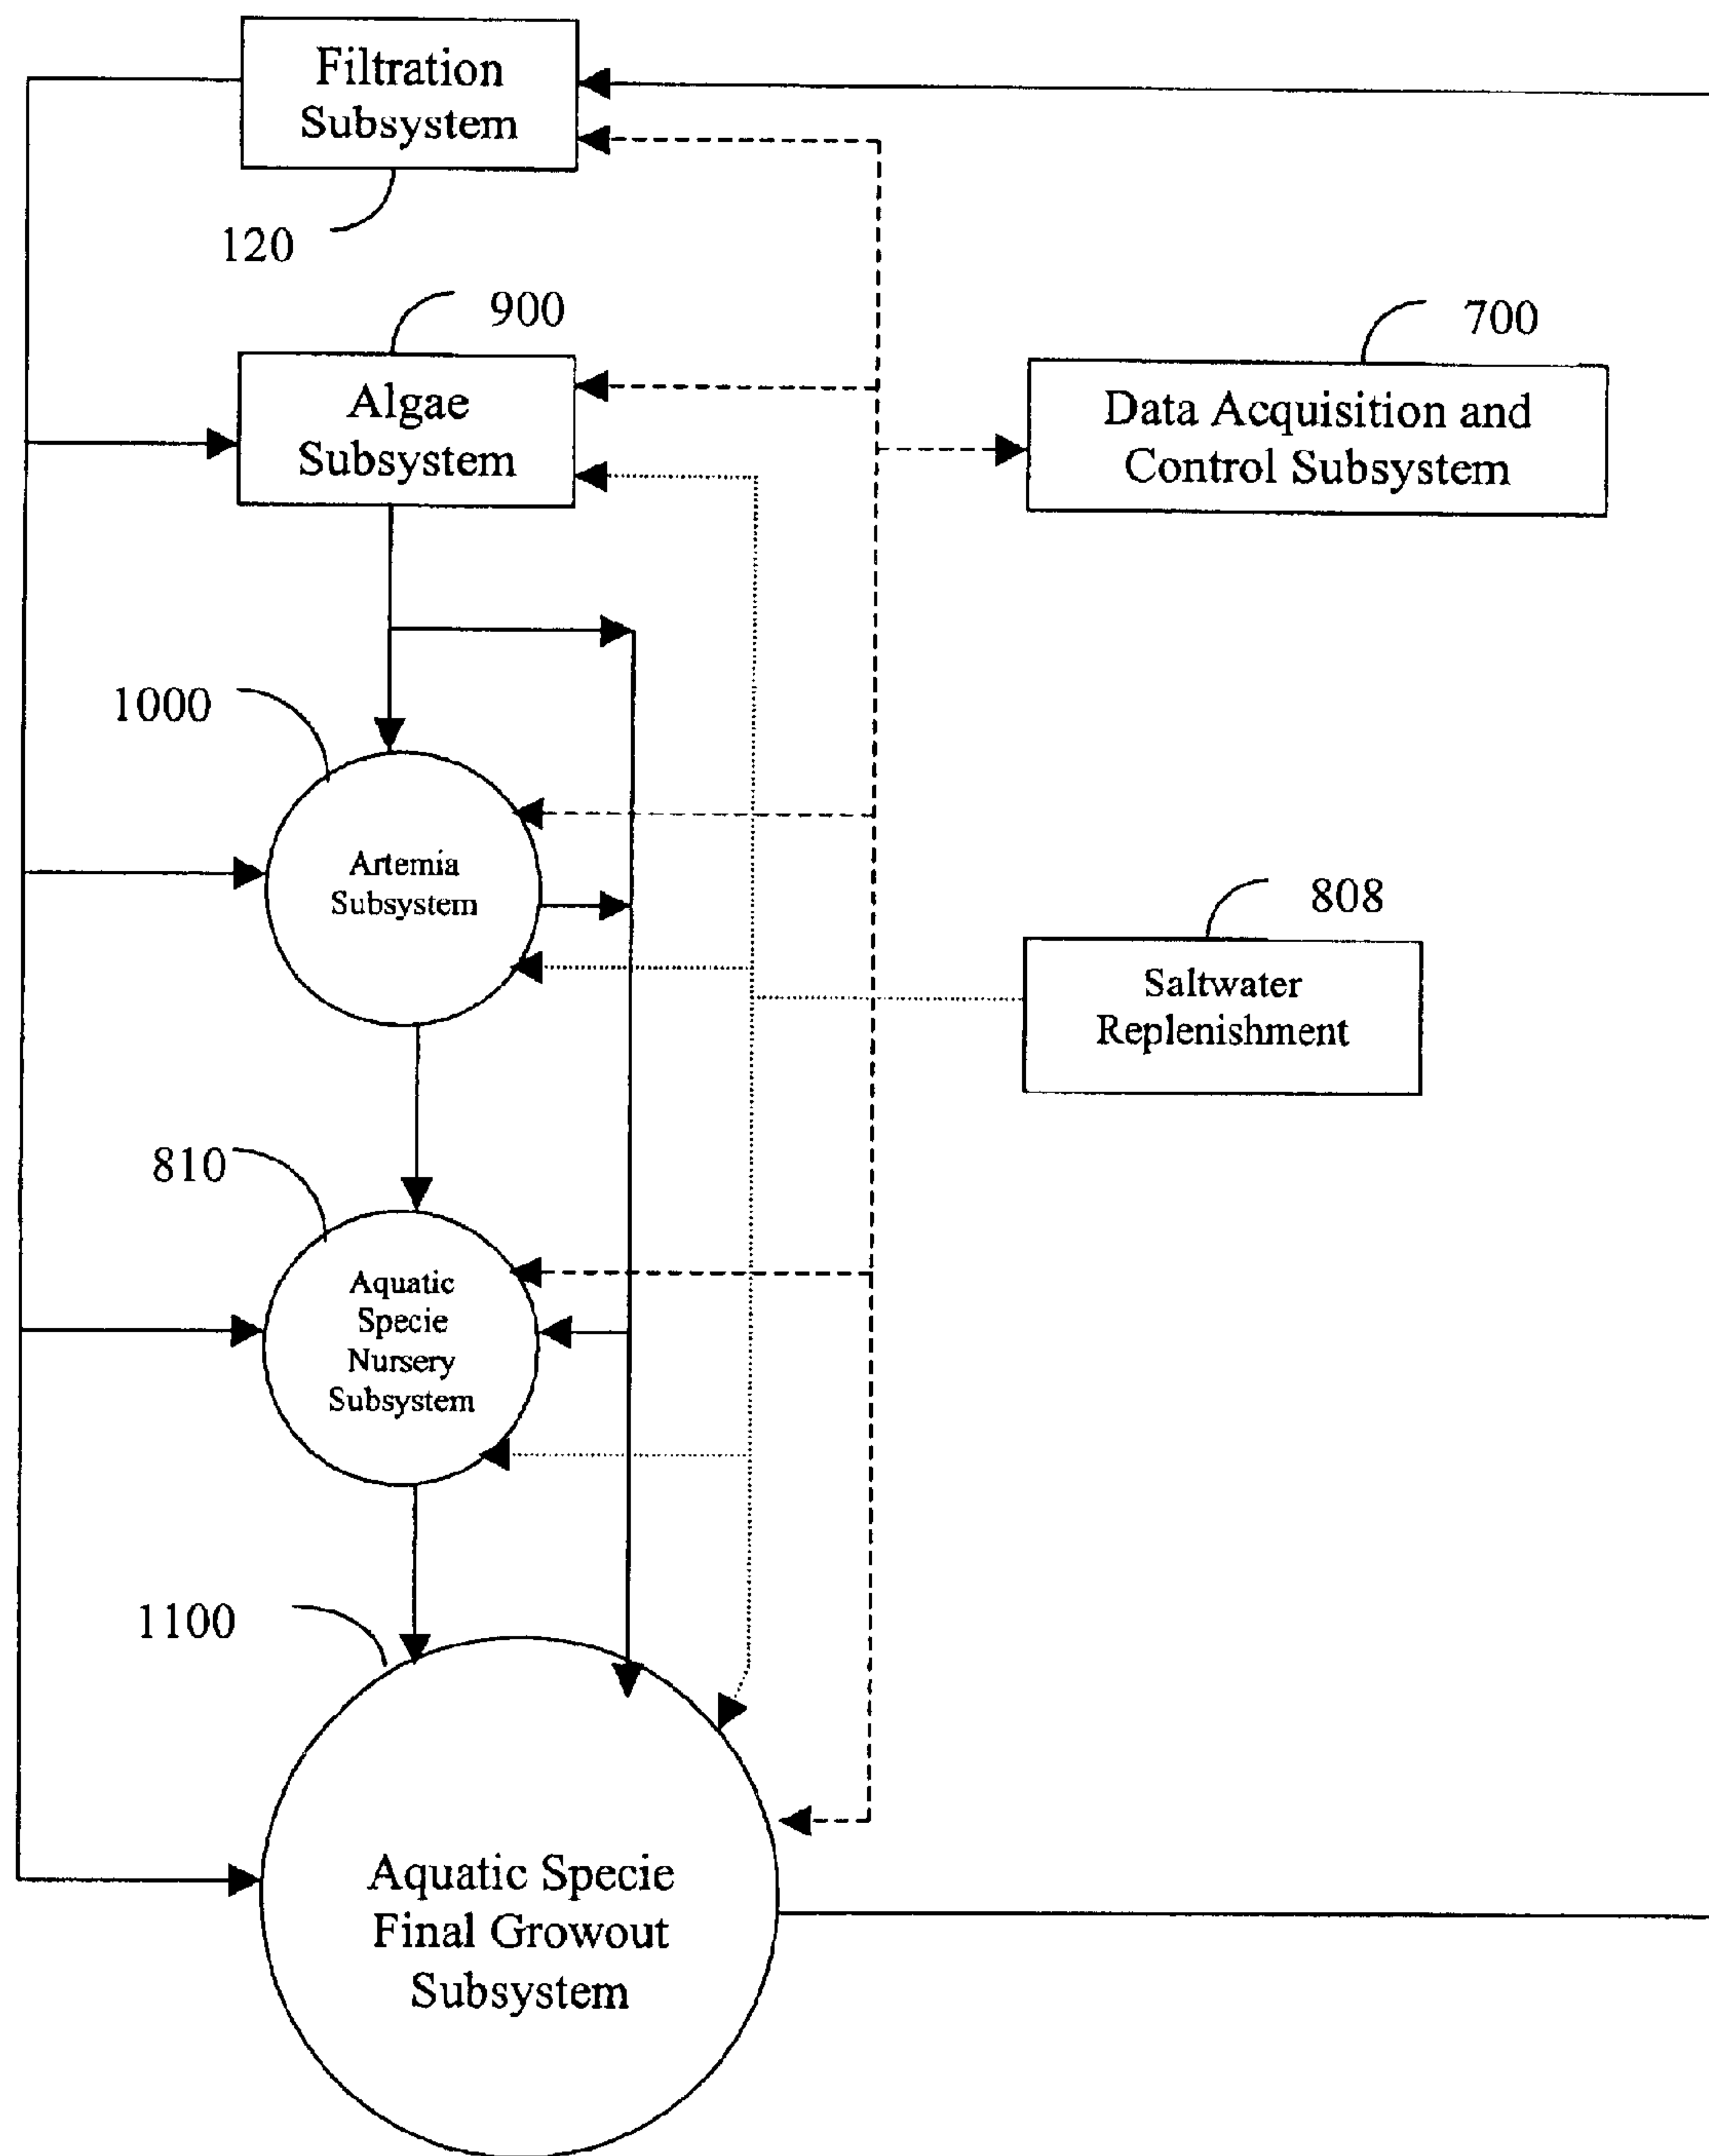 Filtration
Subsystem
120
900
Algae
Subsystem
700
Data Acquisition and
Control Subsystem
1000
Artemia
Subsystem
808
Saltwater
Replenishment
810
Aquatic
Specie
Nursery
Subsystem
1100
Aquatic Specie
Final Growout
Subsystem